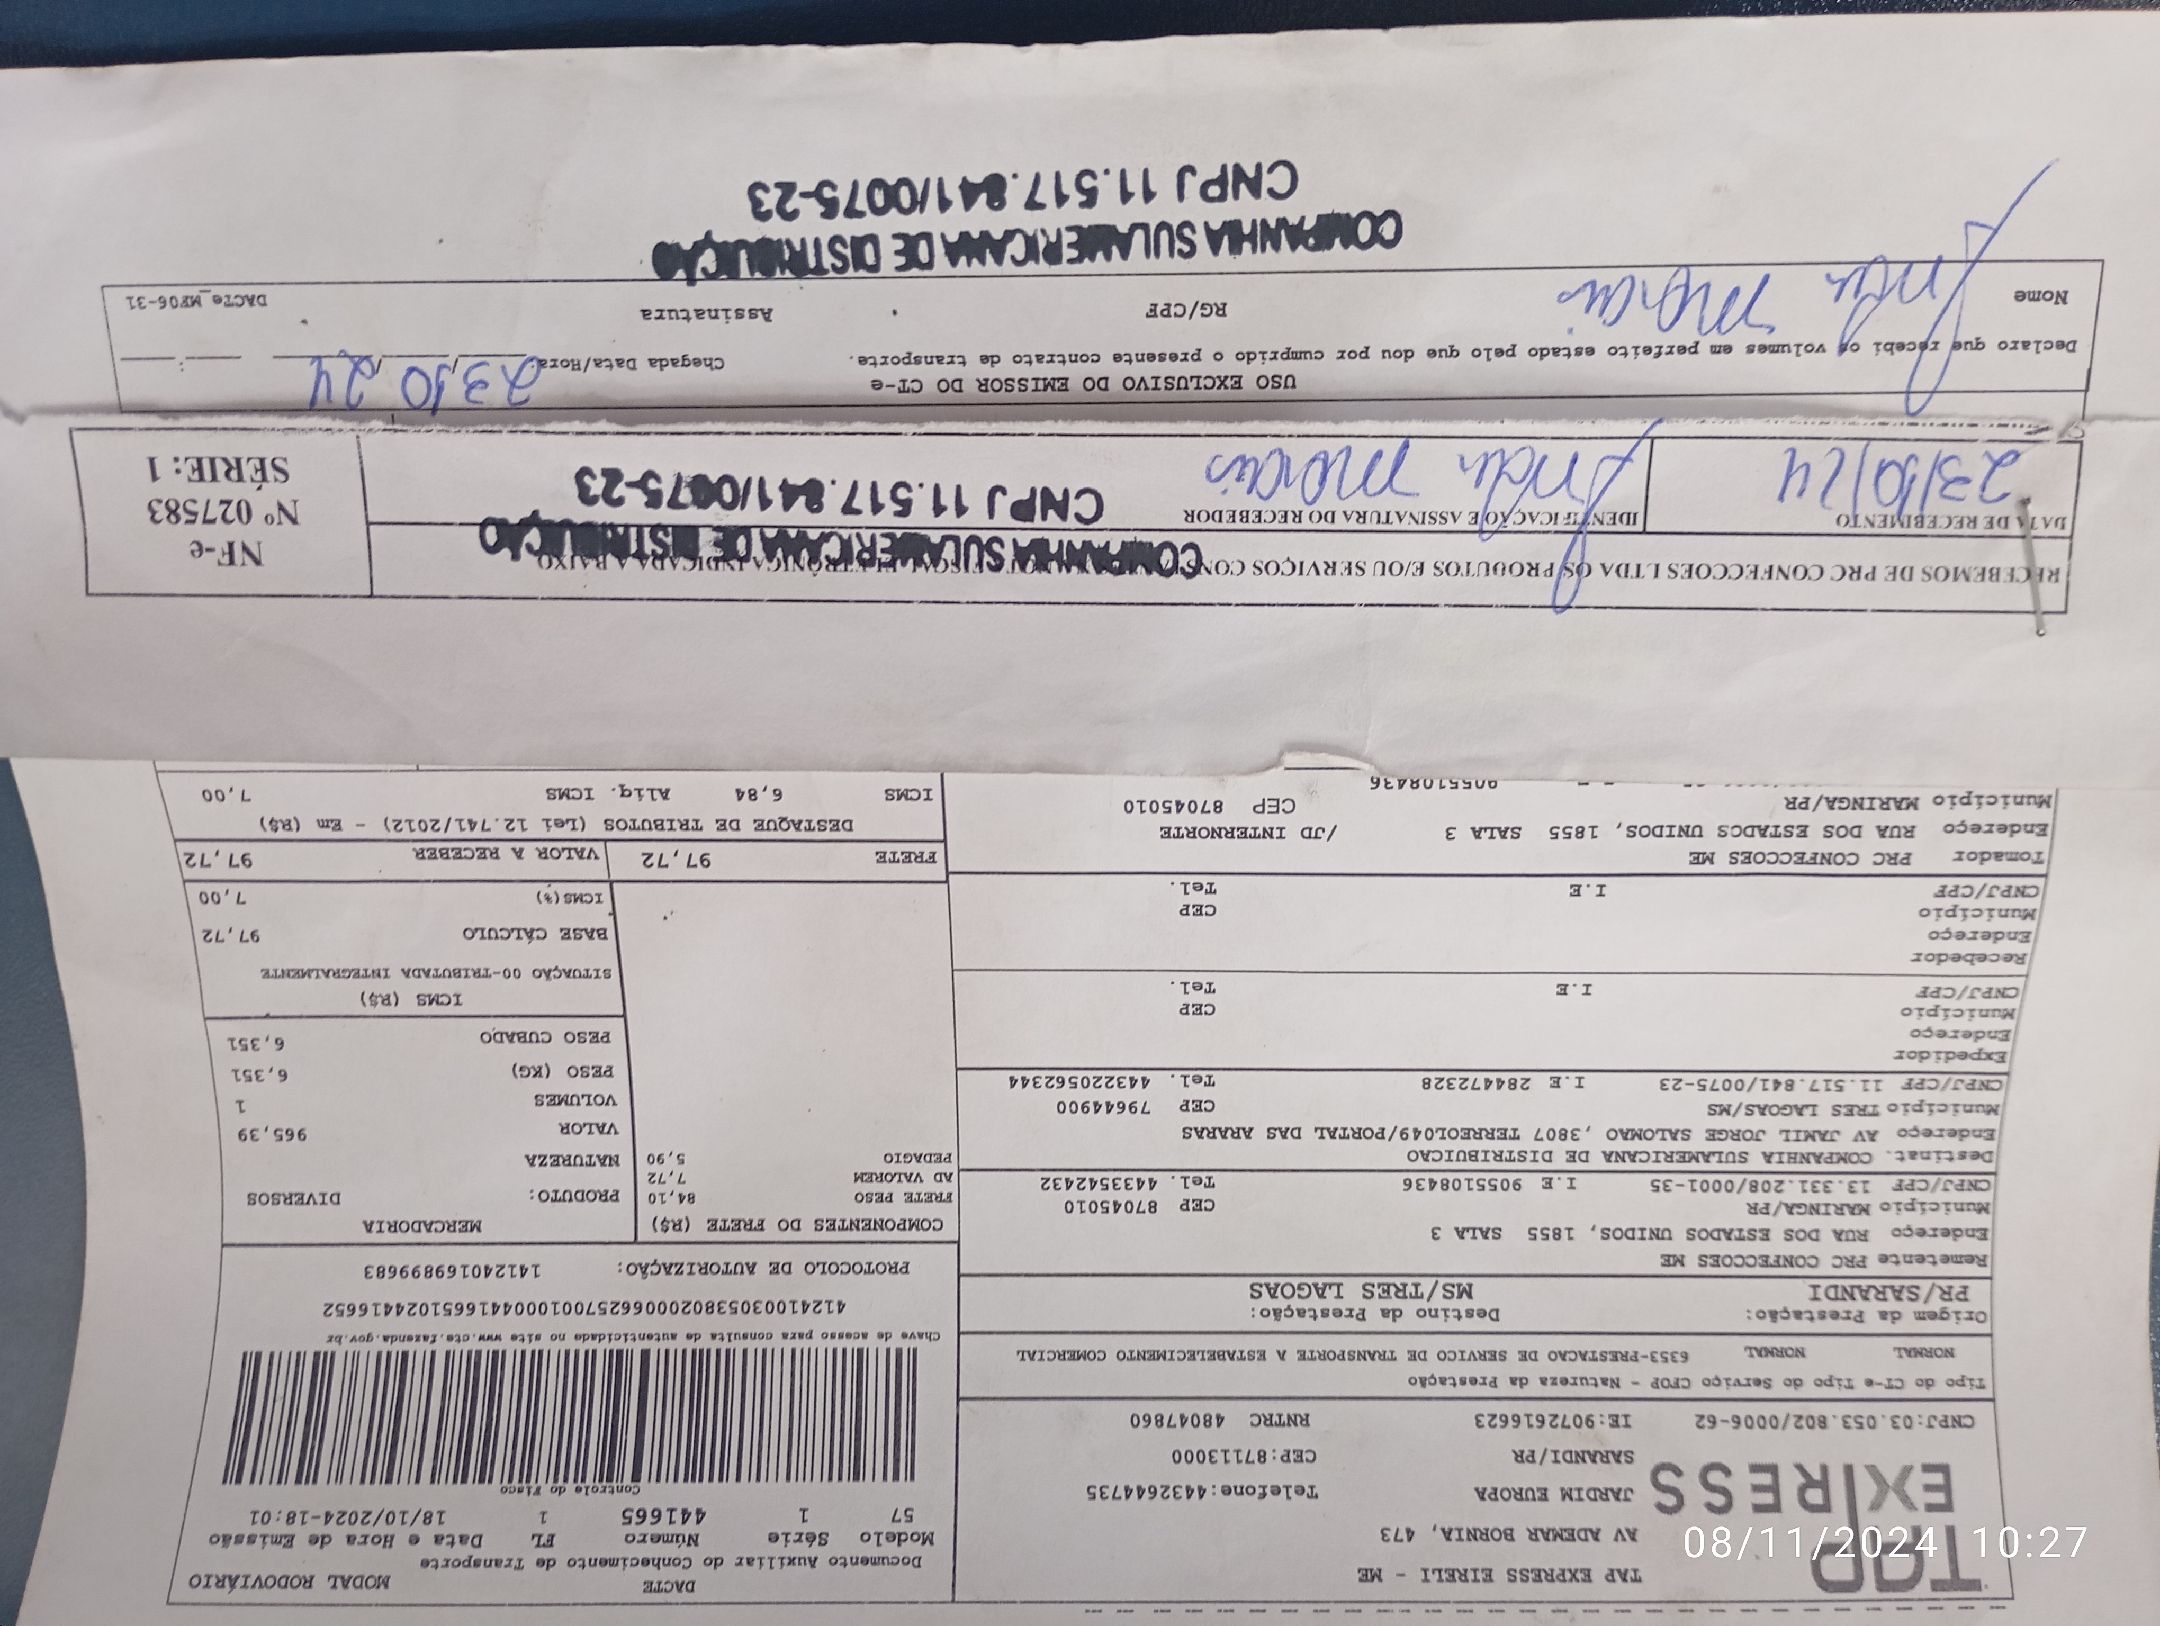 TAP EXPRESS
TAP EXPRESS EIRELI - ME
AV ADEMAR BORNIA, 473
JARDIM EUROPA Telefone:4432644735
SARANDI/PR CEP:87113000
CNPJ:03.053.802/0006-62 IE:9072616623 RNTRC 48047860
DACTE MODAL RODOVIÁRIO
Documento Auxiliar do Conhecimento de Transporte
Modelo Série Número FL Data e Hora de Emissão
57 1 441665 1 18/10/2024-18:01
Controle do Fisco
Chave de acesso para consulta de autenticidade no site www.cte.fazenda.gov.br
PROTOCOLO DE AUTORIZAÇÃO: 141240169899683
Tipo do CT-e Tipo do Serviço CFOP - Natureza da Prestação
NORMAL NORMAL 6353-PRESTACAO DE SERVICO DE TRANSPORTE A ESTABELECIMENTO COMERCIAL
Origem da Prestação: Destino da Prestação:
PR/SARANDI MS/TRES LAGOAS
Remetente PRC CONFECCOES ME
Endereço RUA DOS ESTADOS UNIDOS, 1855 SALA 3
Município MARINGA/PR CEP 87045010
CNPJ/CPF 13.331.208/0001-35 I.E 9055108436 Tel. 4433542432
Destinat. COMPANHIA SULAMERICANA DE DISTRIBUICAO
Endereço AV JAMIL JORGE SALOMAO ,3807 TERREOL049/PORTAL DAS ARARAS
Município TRES LAGOAS/MS CEP 79644900
CNPJ/CPF 11.517.841/0075-23 I.E 284472328 Tel. 443220562344
Expedidor
Endereço
Município CEP
CNPJ/CPF I.E Tel.
Recebedor
Endereço
Município CEP
CNPJ/CPF I.E Tel.
Tomador PRC CONFECCOES ME
Endereço RUA DOS ESTADOS UNIDOS, 1855 SALA 3 /JD INTERNORTE
Município MARINGA/PR CEP 87045010
9055108436
COMPONENTES DO FRETE (R$)
FRETE PESO 84,10
AD VALOREM 7,72
PEDAGIO 5,90
MERCADORIA
PRODUTO: DIVERSOS
NATUREZA
VALOR 965,39
VOLUMES 1
PESO (KG) 6,351
PESO CUBADO 6,351
ICMS (R$)
SITUAÇÃO 00-TRIBUTADA INTEGRALMENTE
BASE CÁLCULO 97,72
ICMS(%) 7,00
FRETE 97,72 VALOR A RECEBER 97,72
DESTAQUE DE TRIBUTOS (Lei 12.741/2012) - Em (R$)
ICMS 6,84 Aliq. ICMS 7,00
RECEBEMOS DE PRC CONFECCOES LTDA OS PRODUTOS E/OU SERVIÇOS INDICADA ABAIXO
COMPANHIA SULAMERICANA DE DISTRIBUIÇÃO
CNPJ 11.517.841/0075-23
DATA DE RECEBIMENTO IDENTIFICAÇÃO E ASSINATURA DO RECEBEDOR
23/10/24
NF-e
Nº 027583
SÉRIE: 1
USO EXCLUSIVO DO EMISSOR DO CT-e
Declaro que recebi os volumes em perfeito estado pelo que dou por cumprido o presente contrato de transporte. Chegada Data/Hora: 23/10/24
Nome RG/CPF Assinatura
DACTe_MF06-31
COMPANHIA SULAMERICANA DE DISTRIBUIÇÃO
CNPJ 11.517.841/0075-23
08/11/2024 10:27